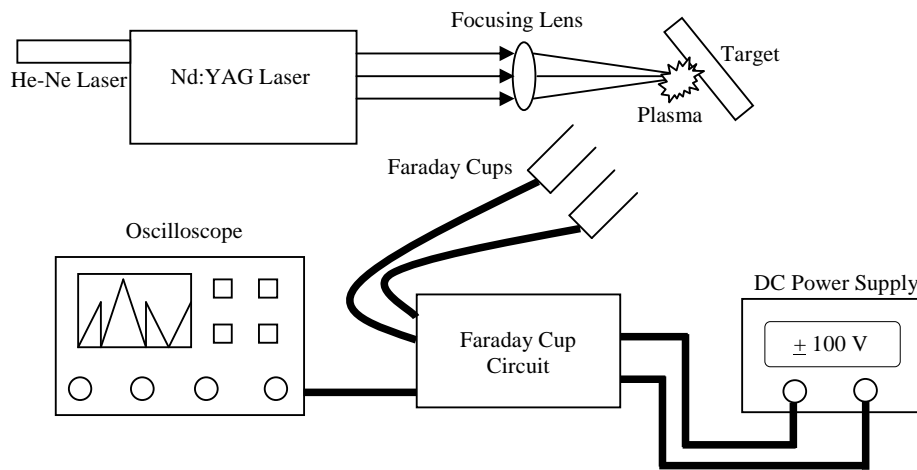 Focusing Lens
He-Ne Laser
Nd:YAG Laser
Target
Plasma
Faraday Cups
Oscilloscope
DC Power Supply
Faraday Cup
Circuit
± 100 V